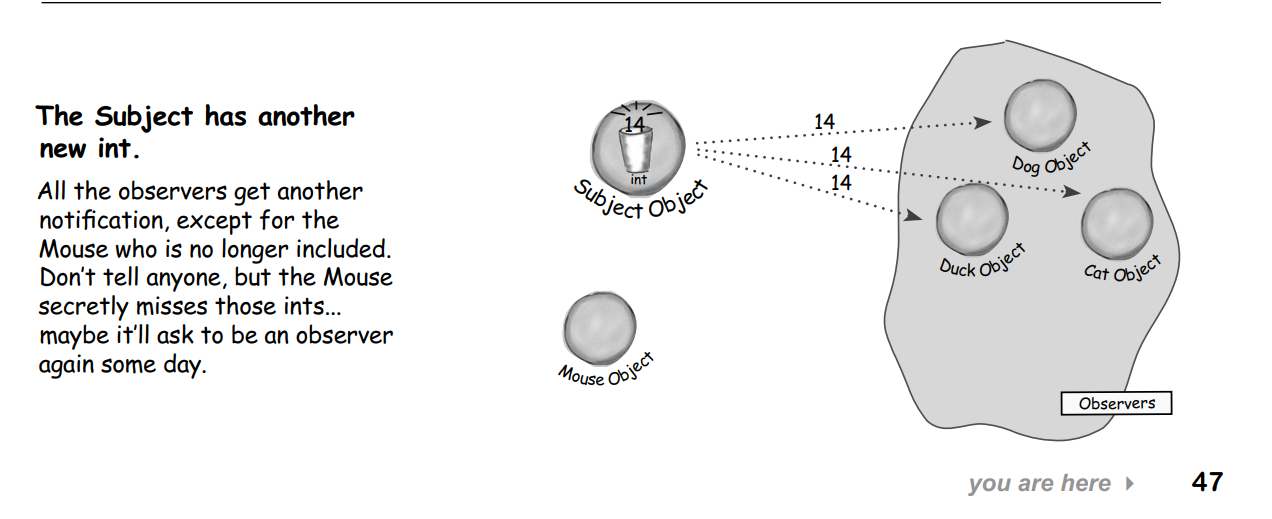 The Subject has another
new int.
All the observers get another
notification, except for the
Mouse who is no longer included.
Don't tell anyone, but the Mouse
secretly misses those ints...
maybe it'll ask to be an observer
again some day.
14
int
Subject Object
14
14
14
Dog Object
Duck Object
Cat Object
Mouse Object
Observers
you are here
47